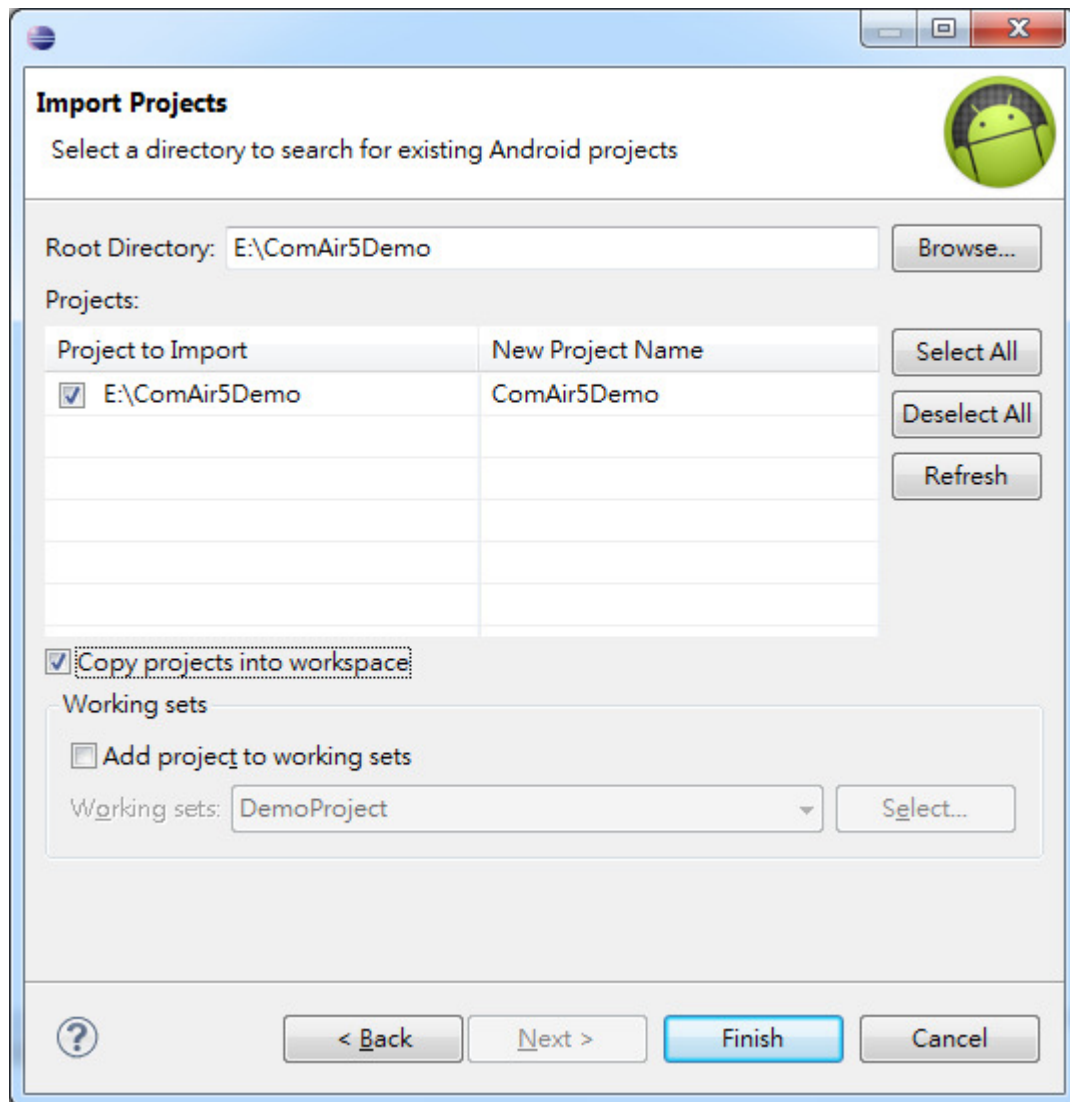 Import Projects
Select a directory to search for existing Android projects
Root Directory: E:\ComAir5Demo Browse...
Projects:
Project to Import New Project Name Select All
E:\ComAir5Demo ComAir5Demo
Deselect All
Refresh
Copy projects into workspace
Working sets
Add project to working sets
Working sets: DemoProject Select...
? < Back Next > Finish Cancel